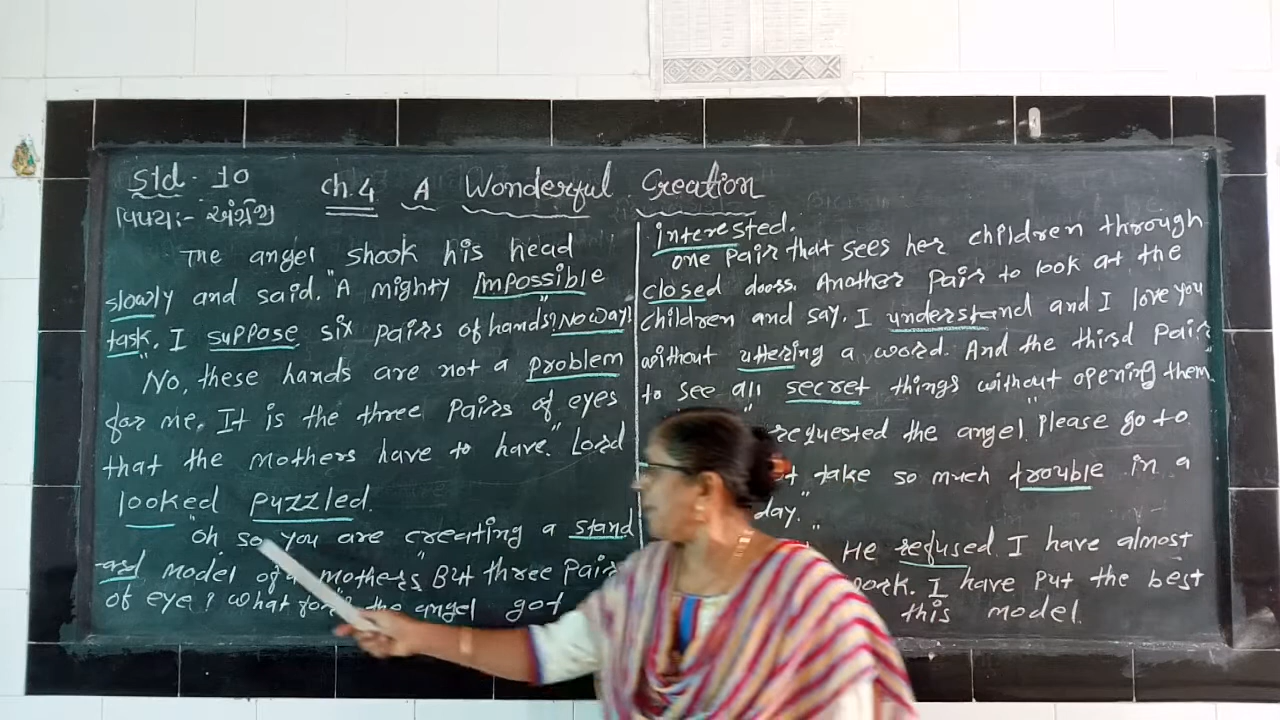 Std. 10
ch.4 A Wonderful Creation
વિષય:- અંગ્રેજી
The angel shook his head
slowly and said. "A mighty Impossible
task". I suppose six pairs of hands? "No way!
No, these hands are not a problem
for me. It is the three pairs of eyes
that the mothers have to have." Lord
looked puzzled.
"Oh so you are creating a stand
-ard model of mothers" But three pair
of eye? What for"? the angel got
interested.
one pair that sees her children through
closed doors. Another pair to look at the
children and say, I understand and I love you
without uttering a word. And the third pair
to see all secret things without opening them"
requested the angel "please go to
take so much trouble in a
day."
He refused I have almost
work. I have put the best
this model.